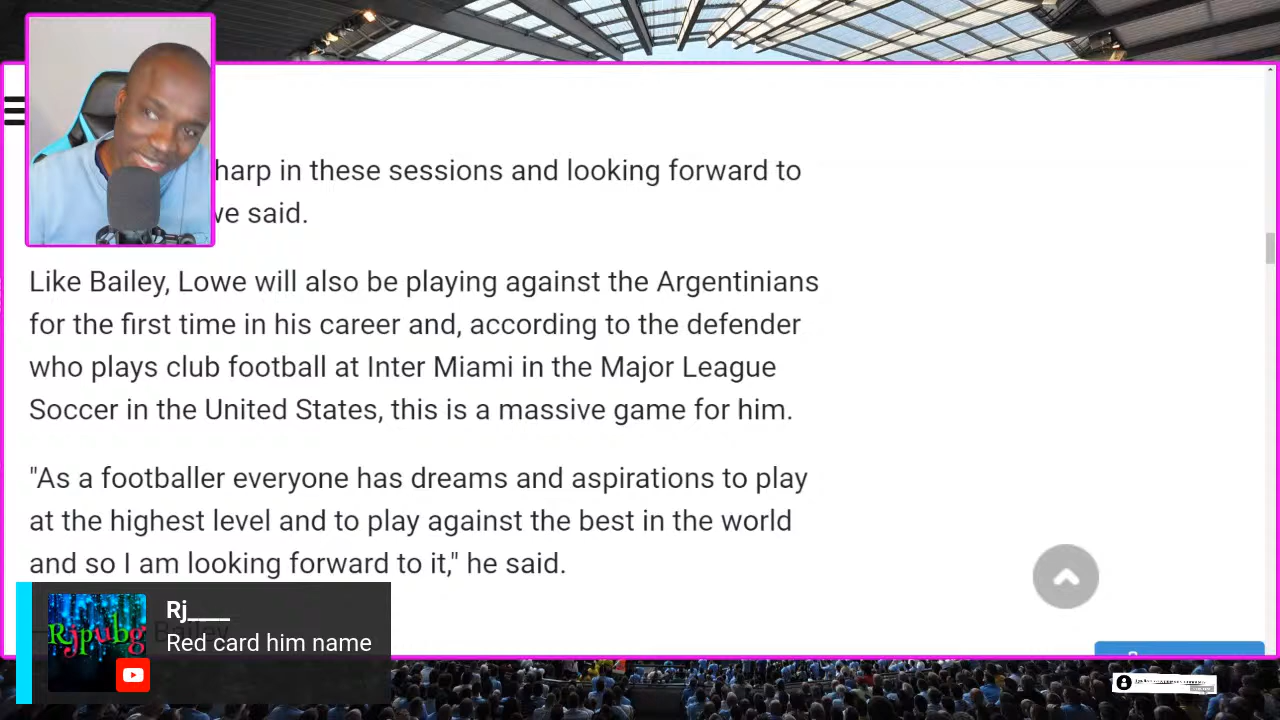 harp in these sessions and looking forward to
we said.
Like Bailey, Lowe will also be playing against the Argentinians
for the first time in his career and, according to the defender
who plays club football at Inter Miami in the Major League
Soccer in the United States, this is a massive game for him.
"As a footballer everyone has dreams and aspirations to play
at the highest level and to play against the best in the world
and so I am looking forward to it," he said.
Rj____
Rjpubg
Bailey
Red card him name